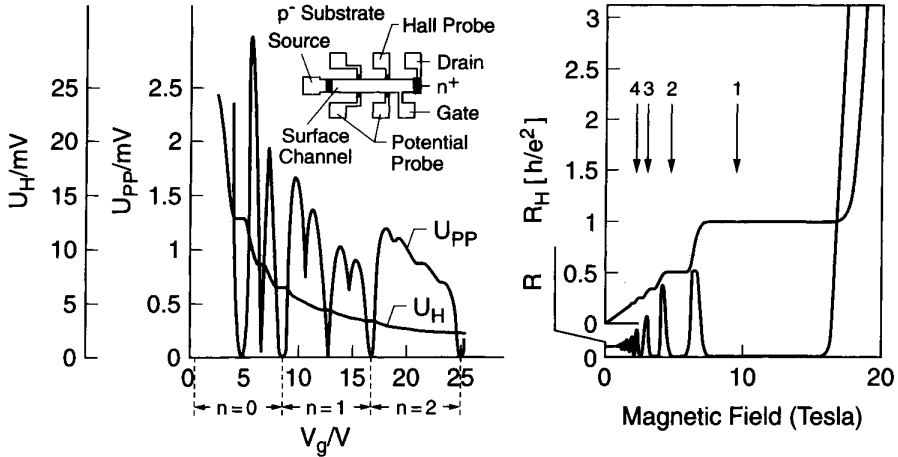 p⁻ Substrate
Source
Hall Probe
Drain
n⁺
Gate
Surface
Channel
Potential
Probe
U_H/mV
25
20
15
10
5
0
U_PP/mV
2.5
2
1.5
1
0.5
0
U_PP
U_H
0 5 10 15 20 25
n=0 n=1 n=2
V_g/V
R_H [h/e²]
R
3
2.5
2
1.5
1
0.5
0
4 3 2 1
0 10 20
Magnetic Field (Tesla)